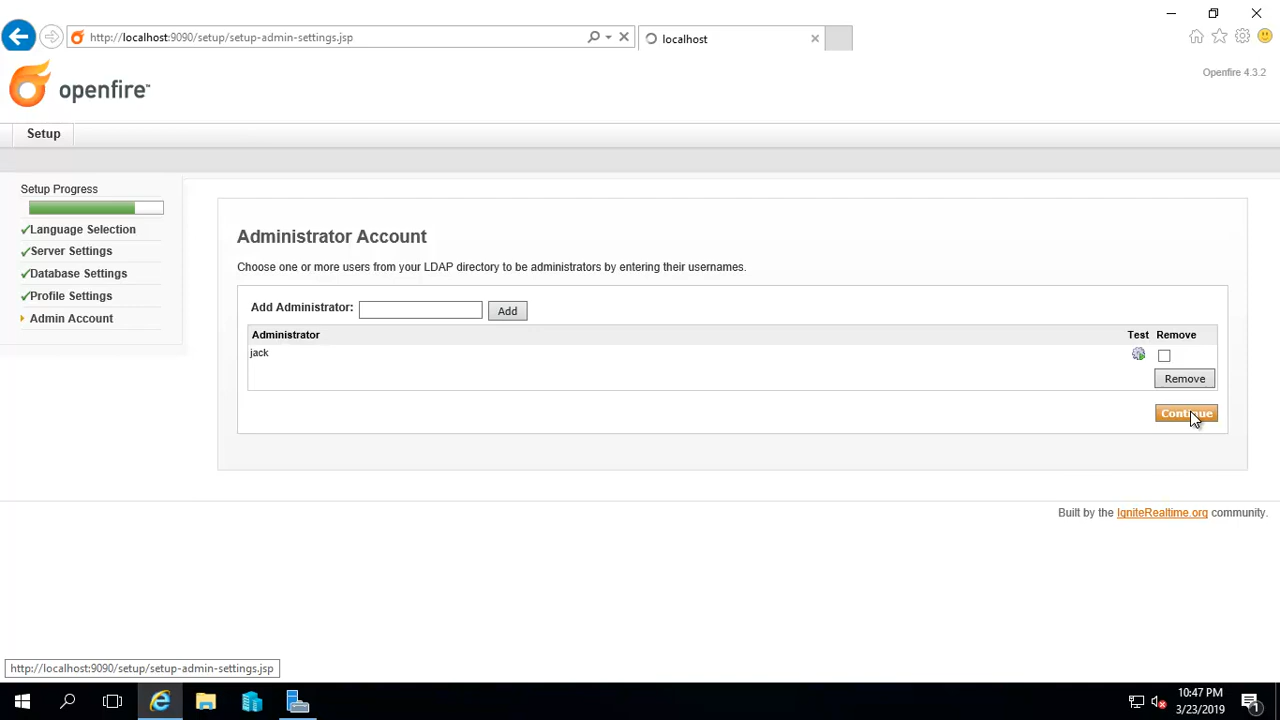 http://localhost:9090/setup/setup-admin-settings.jsp
localhost
openfire™
Openfire 4.3.2
Setup
Setup Progress
Language Selection
Server Settings
Database Settings
Profile Settings
Admin Account
Administrator Account
Choose one or more users from your LDAP directory to be administrators by entering their usernames.
Add Administrator: Add
Administrator Test Remove
jack
Remove
Continue
Built by the IgniteRealtime.org community.
http://localhost:9090/setup/setup-admin-settings.jsp
10:47 PM
3/23/2019
1